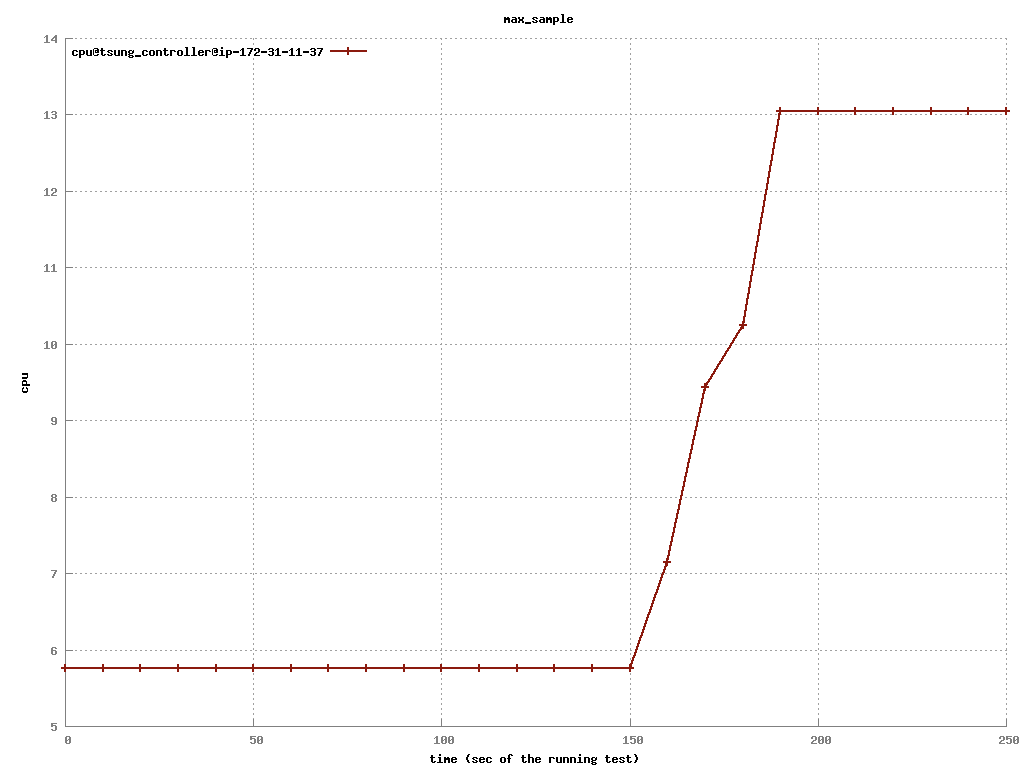 max_sample
cpu@tsung_controller@ip-172-31-11-37
14
13
12
11
10
9
8
7
6
5
cpu
0 50 100 150 200 250
time (sec of the running test)